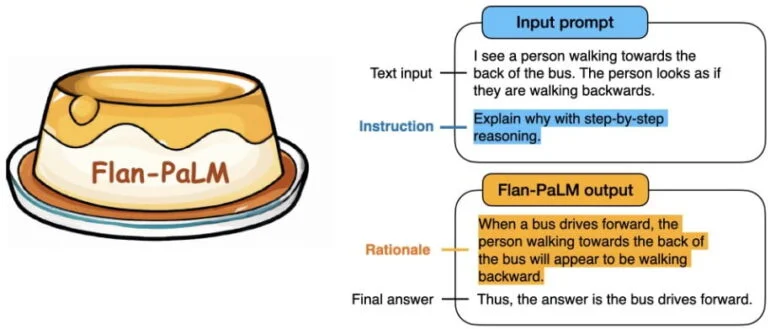 Flan-PaLM
Input prompt
Text input
I see a person walking towards the
back of the bus. The person looks as if
they are walking backwards.
Instruction
Explain why with step-by-step
reasoning.
Flan-PaLM output
Rationale
When a bus drives forward, the
person walking towards the back of
the bus will appear to be walking
backward.
Final answer
Thus, the answer is the bus drives forward.